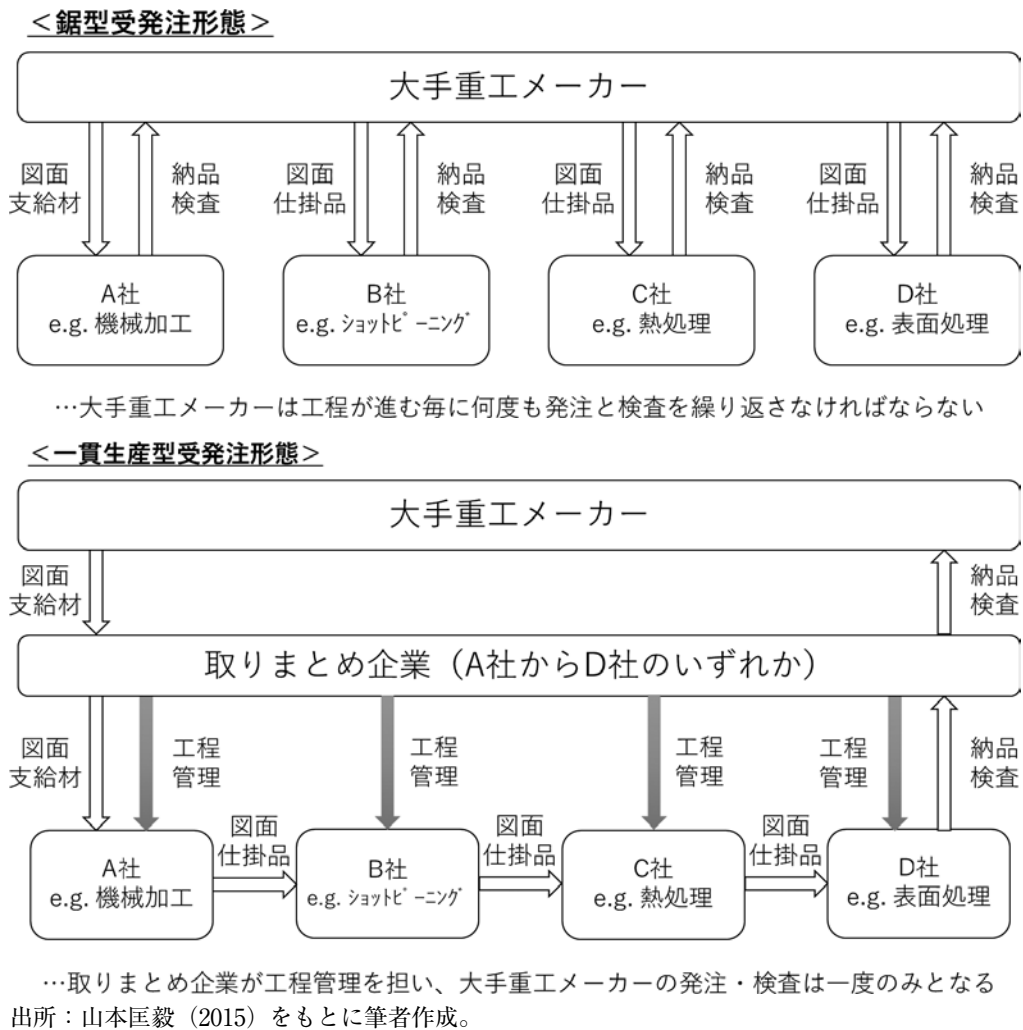 <鋸型受発注形態>
大手重工メーカー
図面
支給材
納品
検査
図面
仕掛品
納品
検査
図面
仕掛品
納品
検査
図面
仕掛品
納品
検査
A社
e.g. 機械加工
B社
e.g. ショットピーニング
C社
e.g. 熱処理
D社
e.g. 表面処理
…大手重工メーカーは工程が進む毎に何度も発注と検査を繰り返さなければならない
<一貫生産型受発注形態>
大手重工メーカー
図面
支給材
納品
検査
取りまとめ企業（A社からD社のいずれか）
図面
支給材
工程
管理
工程
管理
工程
管理
工程
管理
納品
検査
A社
e.g. 機械加工
図面
仕掛品
B社
e.g. ショットピーニング
図面
仕掛品
C社
e.g. 熱処理
図面
仕掛品
D社
e.g. 表面処理
…取りまとめ企業が工程管理を担い、大手重工メーカーの発注・検査は一度のみとなる
出所：山本匡毅（2015）をもとに筆者作成。